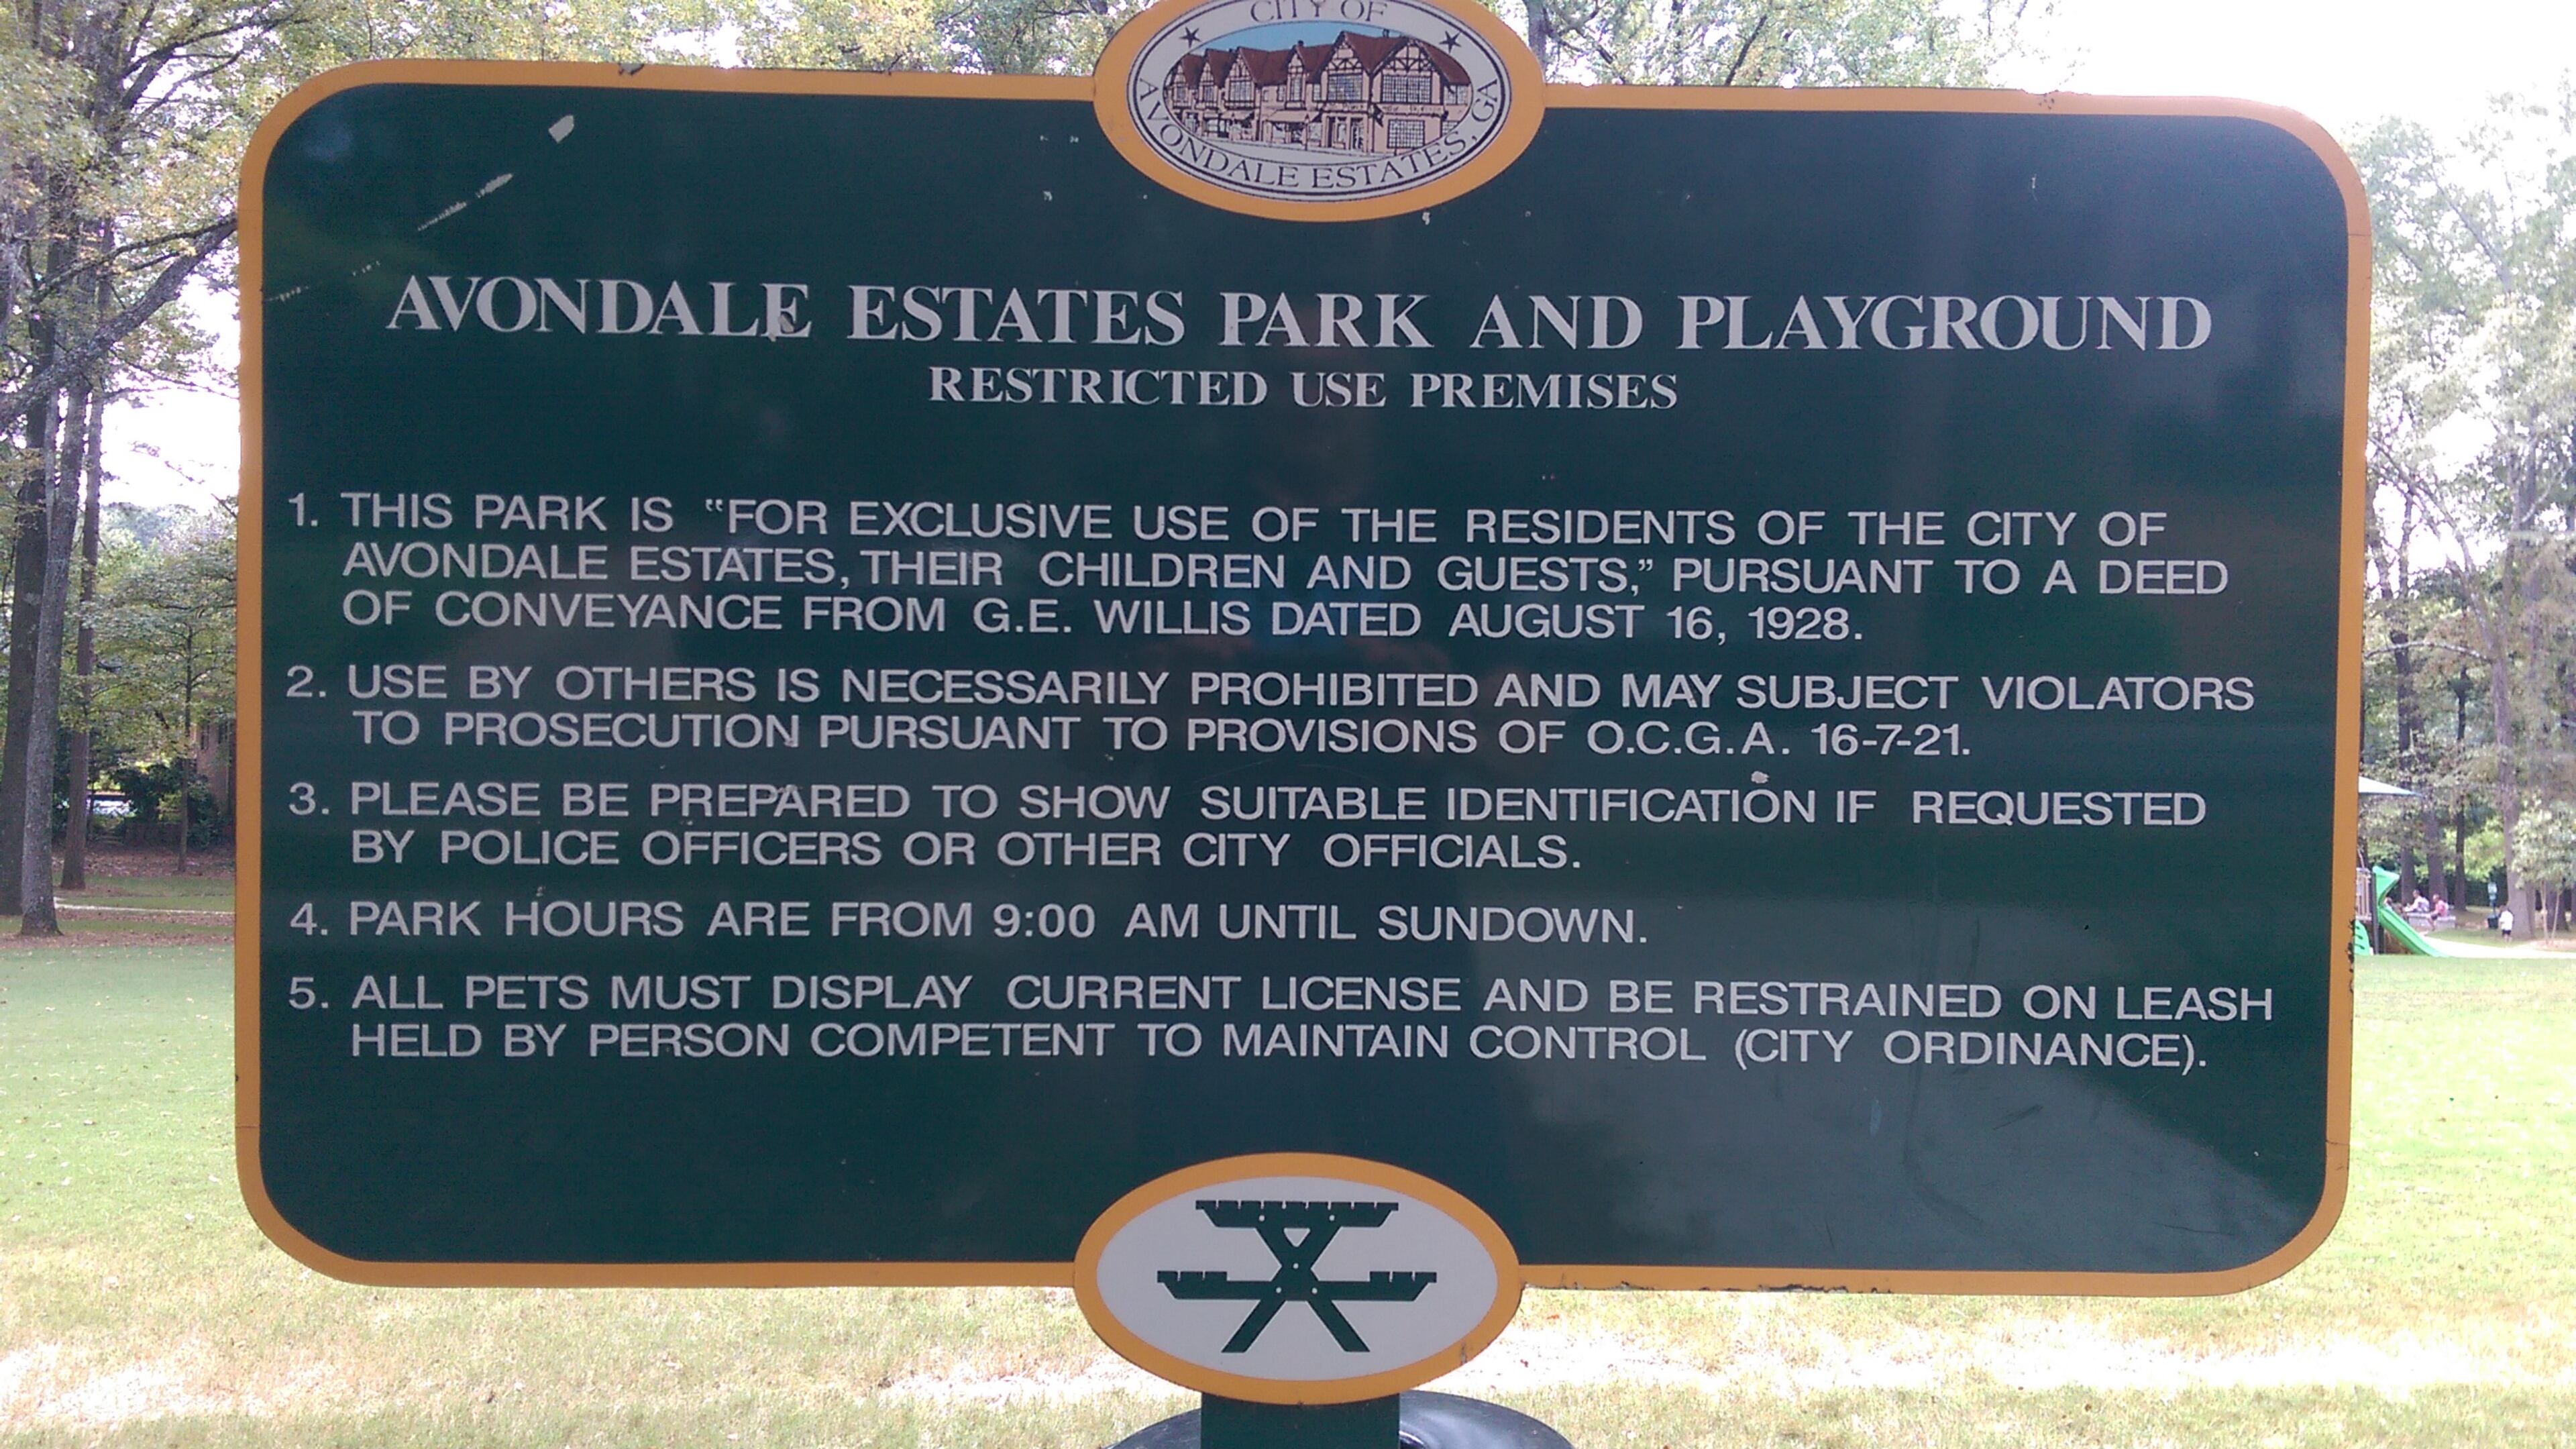 CITY OF
AVONDALE ESTATES, GA
AVONDALE ESTATES PARK AND PLAYGROUND
RESTRICTED USE PREMISES
1. THIS PARK IS "FOR EXCLUSIVE USE OF THE RESIDENTS OF THE CITY OF
AVONDALE ESTATES, THEIR CHILDREN AND GUESTS," PURSUANT TO A DEED
OF CONVEYANCE FROM G.E. WILLIS DATED AUGUST 16, 1928.
2. USE BY OTHERS IS NECESSARILY PROHIBITED AND MAY SUBJECT VIOLATORS
TO PROSECUTION PURSUANT TO PROVISIONS OF O.C.G.A. 16-7-21.
3. PLEASE BE PREPARED TO SHOW SUITABLE IDENTIFICATION IF REQUESTED
BY POLICE OFFICERS OR OTHER CITY OFFICIALS.
4. PARK HOURS ARE FROM 9:00 AM UNTIL SUNDOWN.
5. ALL PETS MUST DISPLAY CURRENT LICENSE AND BE RESTRAINED ON LEASH
HELD BY PERSON COMPETENT TO MAINTAIN CONTROL (CITY ORDINANCE).